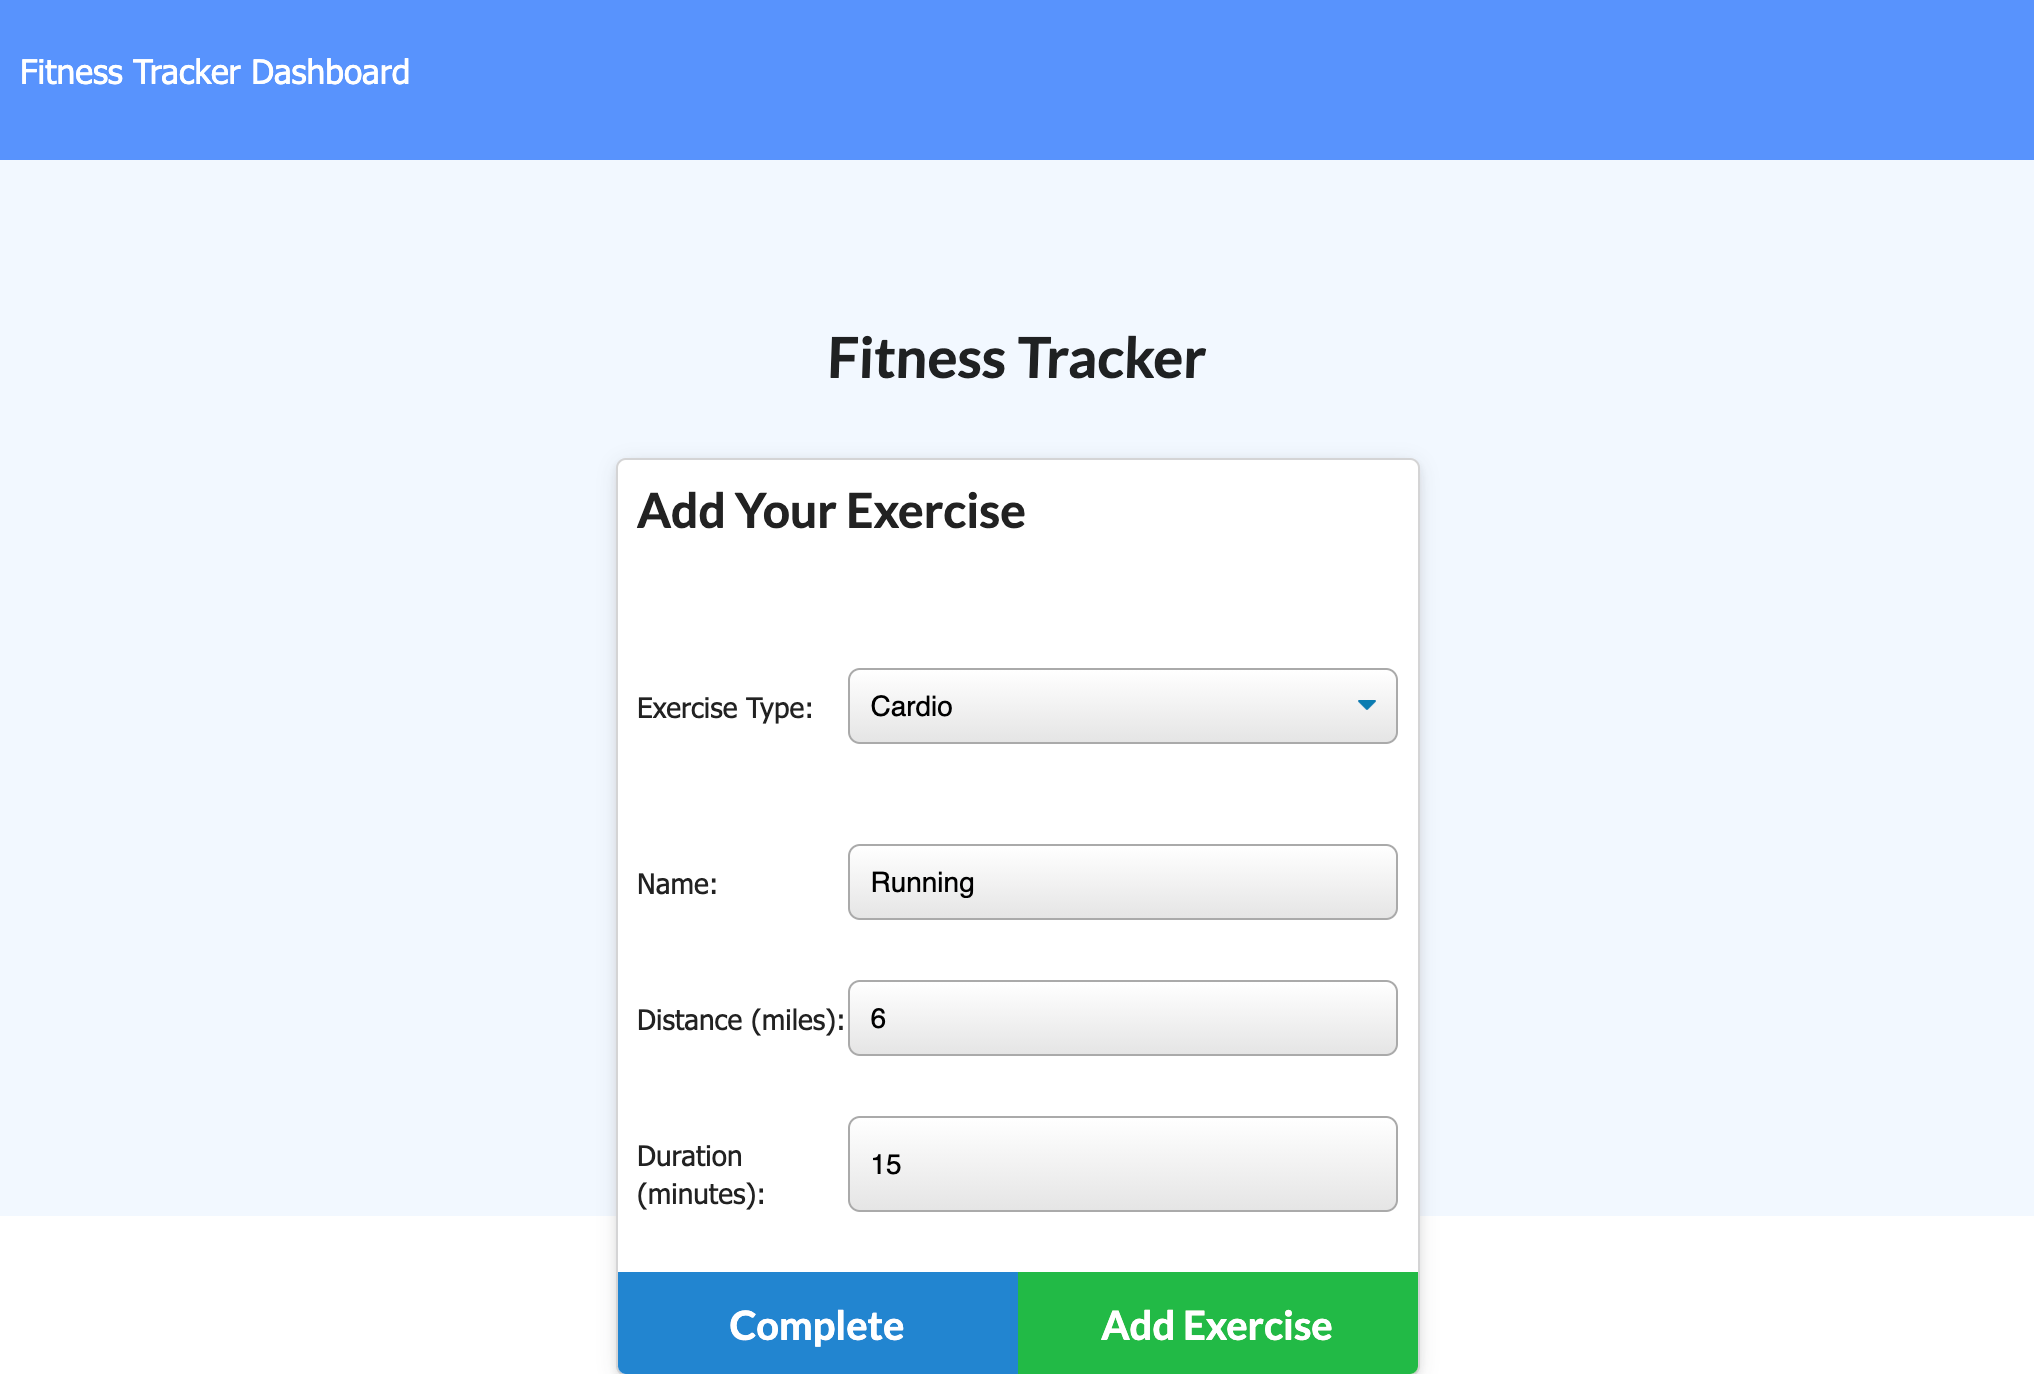 Fitness Tracker Dashboard
Fitness Tracker
Add Your Exercise
Exercise Type: Cardio
Name: Running
Distance (miles): 6
Duration (minutes): 15
Complete Add Exercise